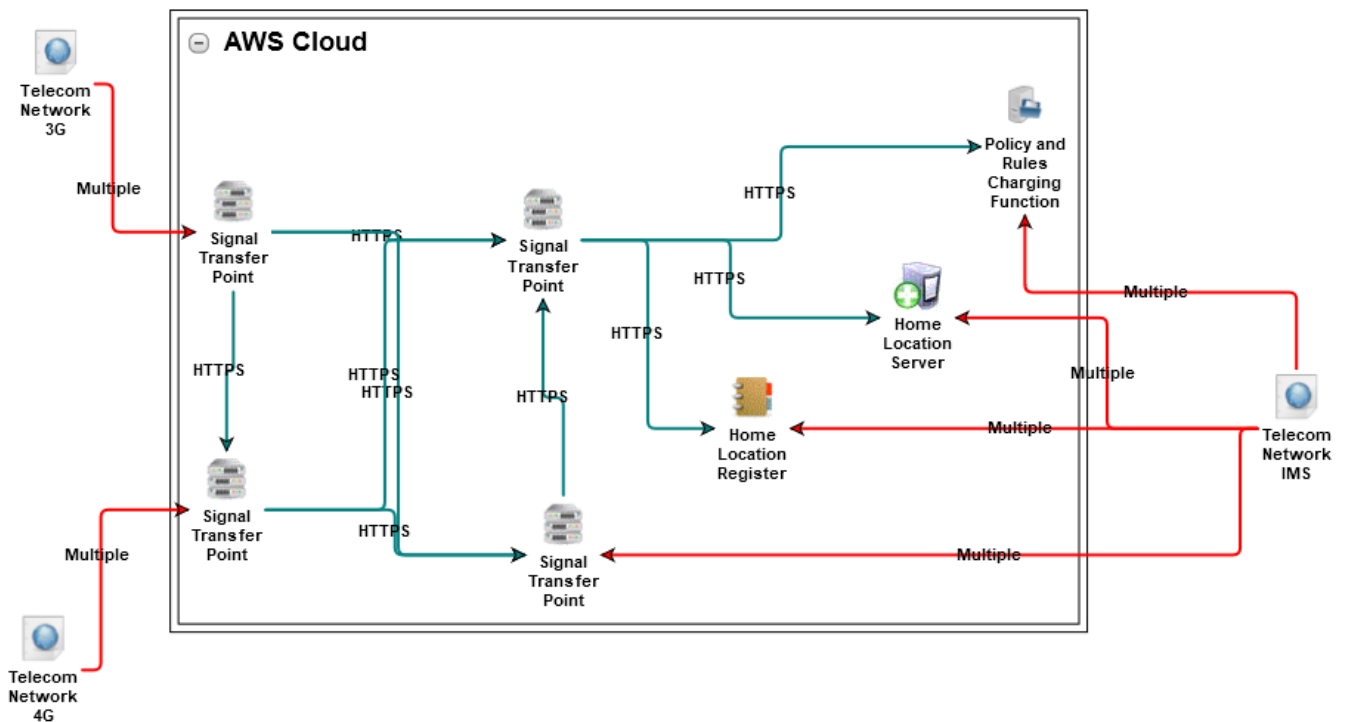 AWS Cloud
Telecom
Network
3G
Multiple
Signal
Transfer
Point
HTTPS
HTTPS
Signal
Transfer
Point
HTTPS
Policy and
Rules
Charging
Function
HTTPS
HTTPS
Home
Location
Server
Multiple
Multiple
HTTPS
HTTPS
HTTPS
HTTPS
Home
Location
Register
Multiple
Telecom
Network
IMS
Signal
Transfer
Point
HTTPS
Signal
Transfer
Point
Multiple
Multiple
Telecom
Network
4G